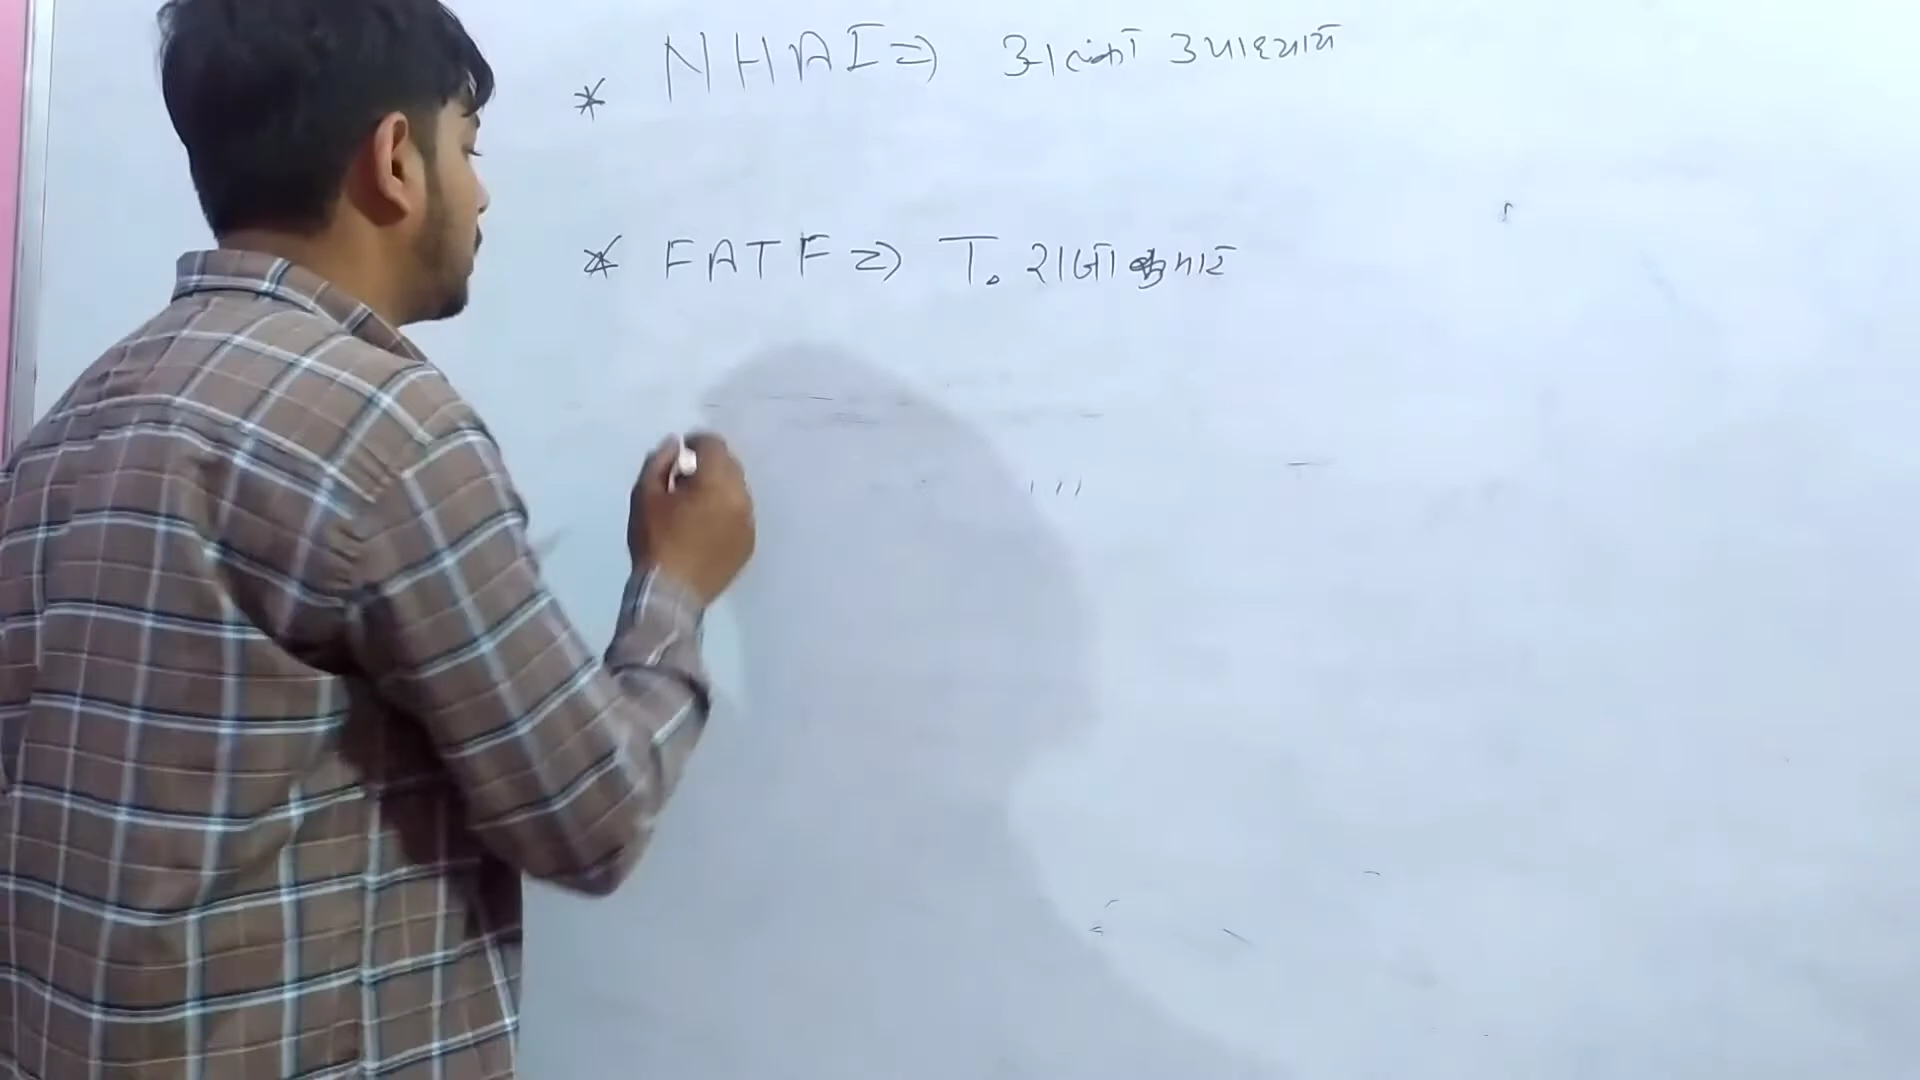 * NHAI => अलका उपाध्याय
* FATF => T. राजा कुमार